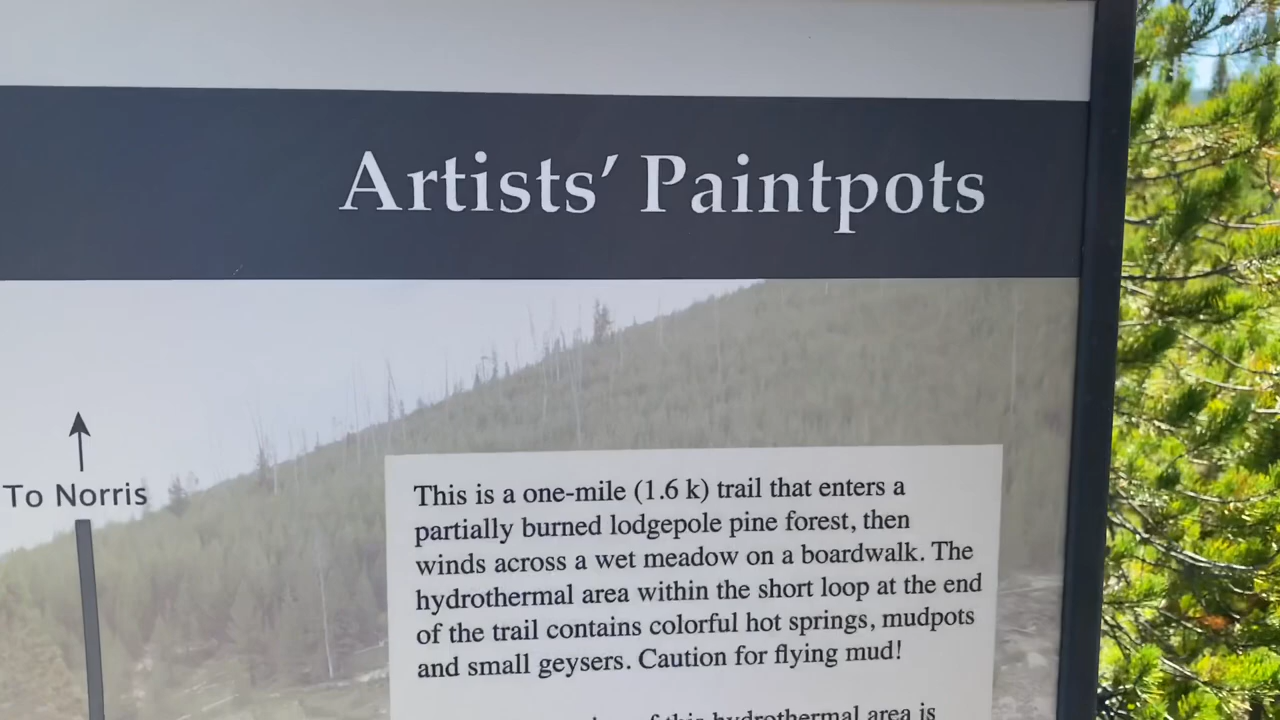 Artists’ Paintpots
To Norris
This is a one-mile (1.6 k) trail that enters a
partially burned lodgepole pine forest, then
winds across a wet meadow on a boardwalk. The
hydrothermal area within the short loop at the end
of the trail contains colorful hot springs, mudpots
and small geysers. Caution for flying mud!
of this hydrothermal area is